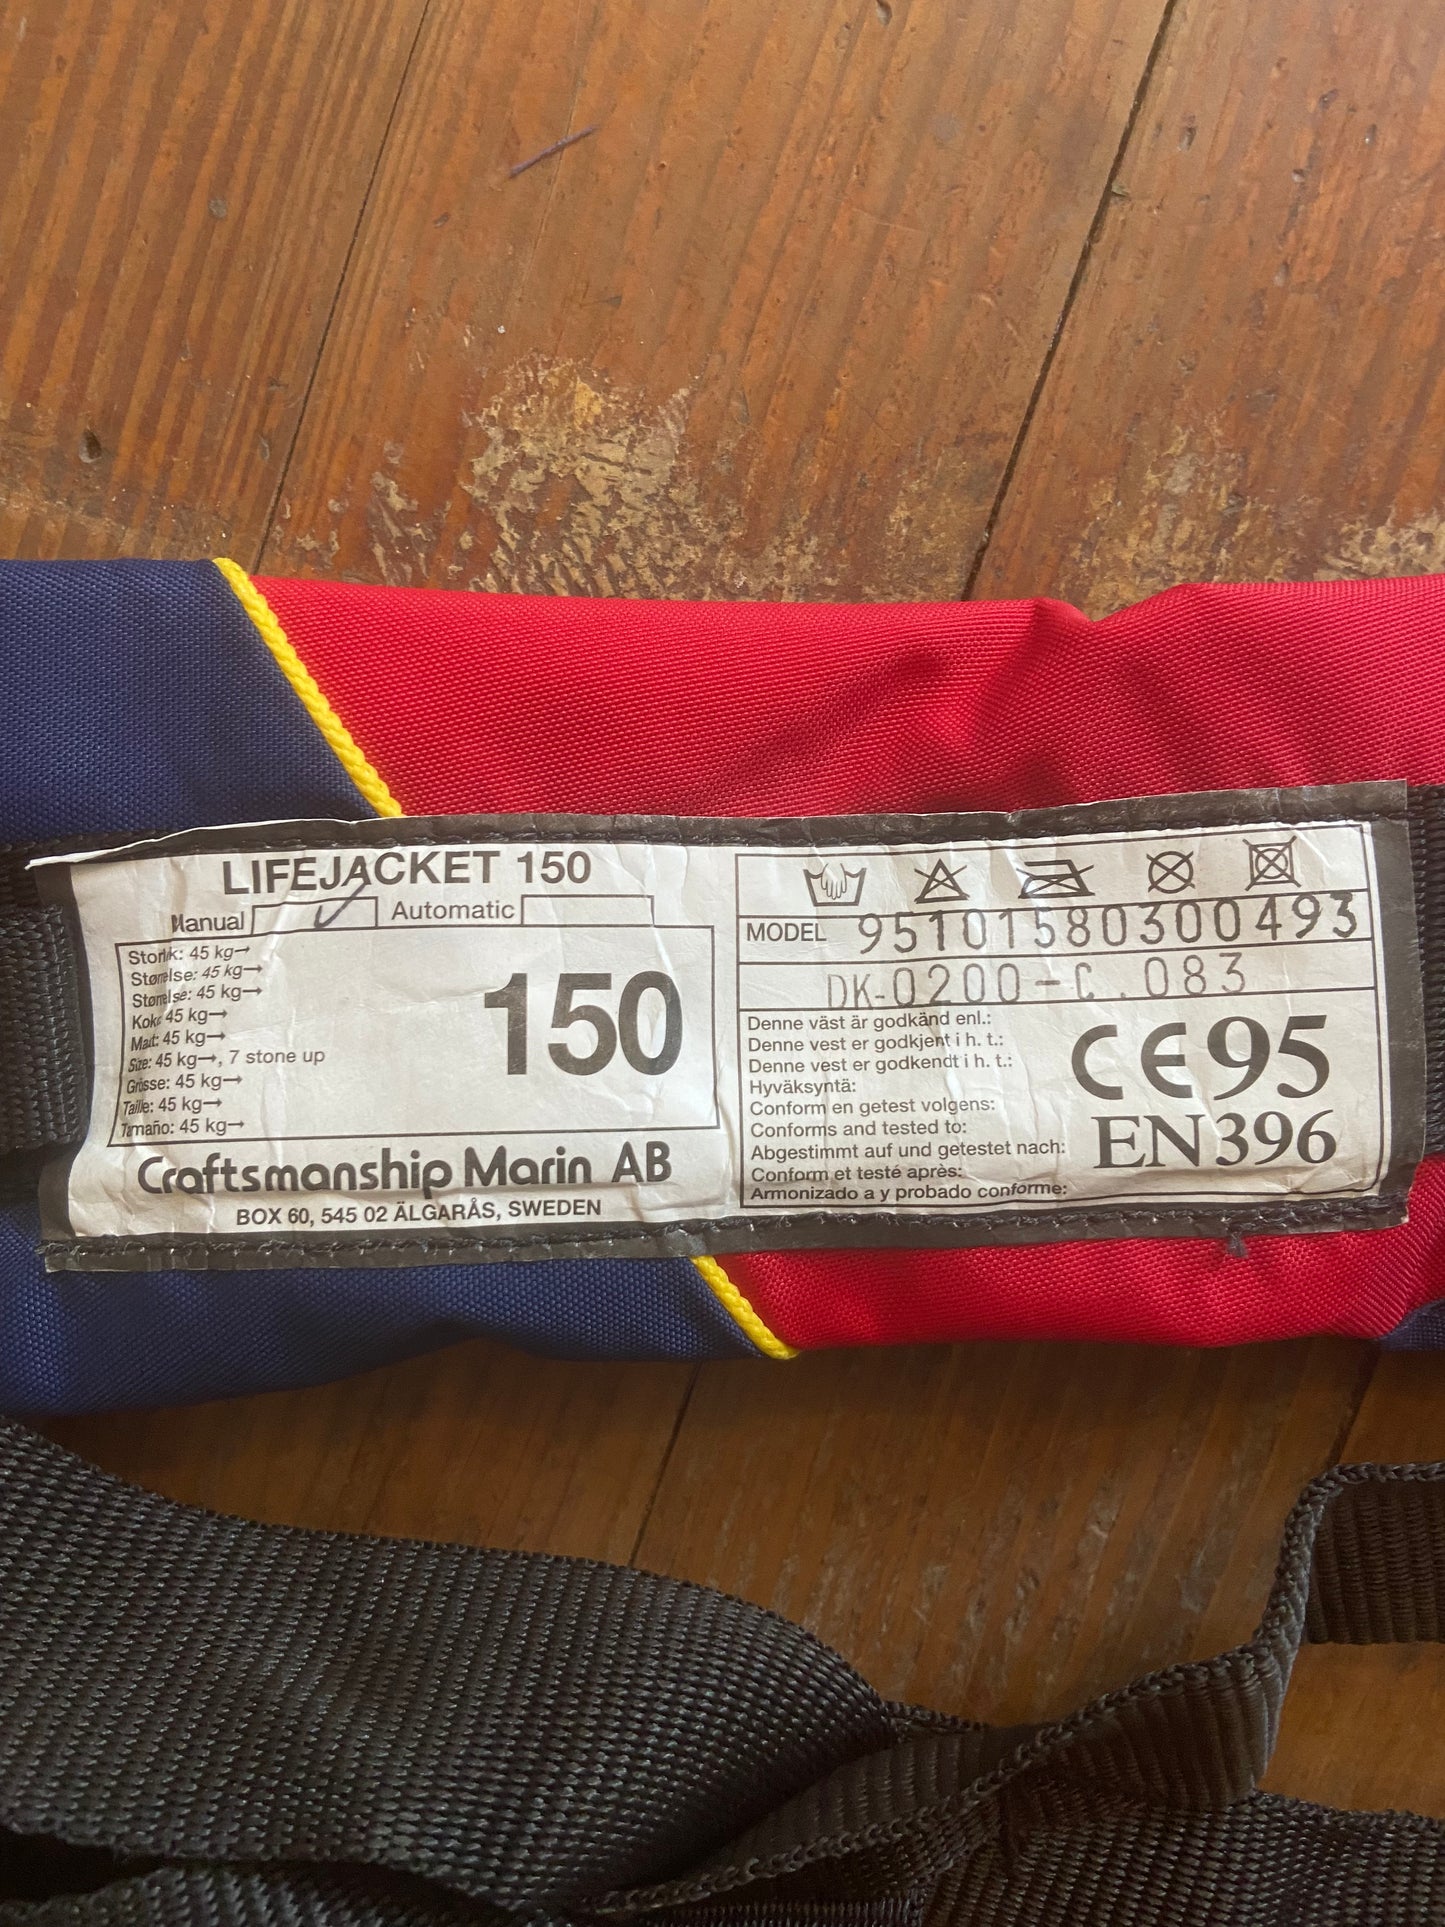 LIFEJACKET 150
Manual Automatic
Storlek: 45 kg→
Størrelse: 45 kg→
Størrelse: 45 kg→
Koko 45 kg→
Maat: 45 kg→
Size: 45 kg→, 7 stone up
Grösse: 45 kg→
Taille: 45 kg→
Tamaño: 45 kg→
150
Craftsmanship Marin AB
BOX 60, 545 02 ÄLGARÅS, SWEDEN
MODEL 95101580300493
DK-0200-C.083
Denne väst är godkänd enl.:
Denne vest er godkjent i h. t.:
Denne vest er godkendt i h. t.:
Hyväksyntä:
Conform en getest volgens:
Conforms and tested to:
Abgestimmt auf und getestet nach:
Conform et testé après:
Armonizado a y probado conforme:
CE95
EN396